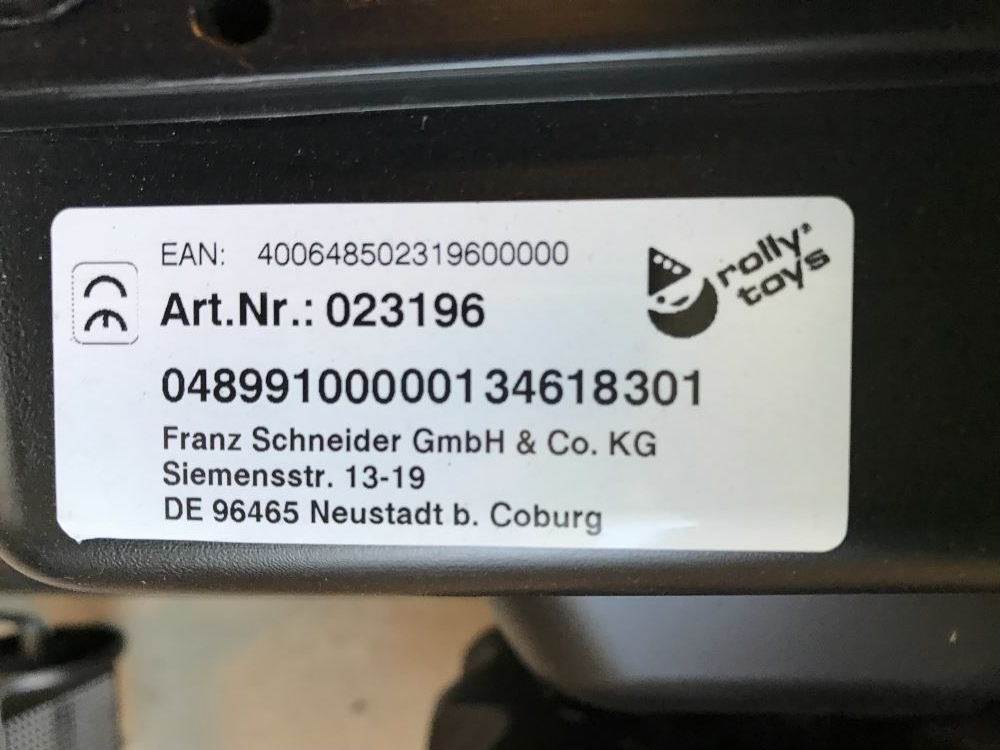 EAN: 400648502319600000
CE
Art.Nr.: 023196
rolly
toys
04899100000134618301
Franz Schneider GmbH & Co. KG
Siemensstr. 13-19
DE 96465 Neustadt b. Coburg